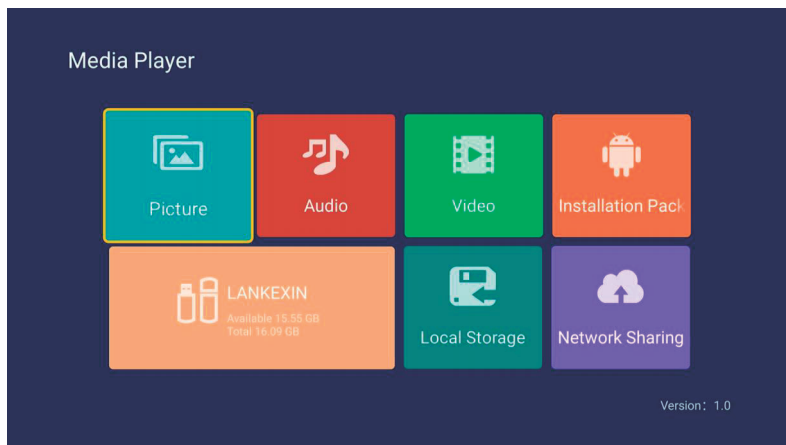 Media Player
Picture
Audio
Video
Installation Pack
LANKEXIN
Available 15.55 GB
Total 16.09 GB
Local Storage
Network Sharing
Version: 1.0